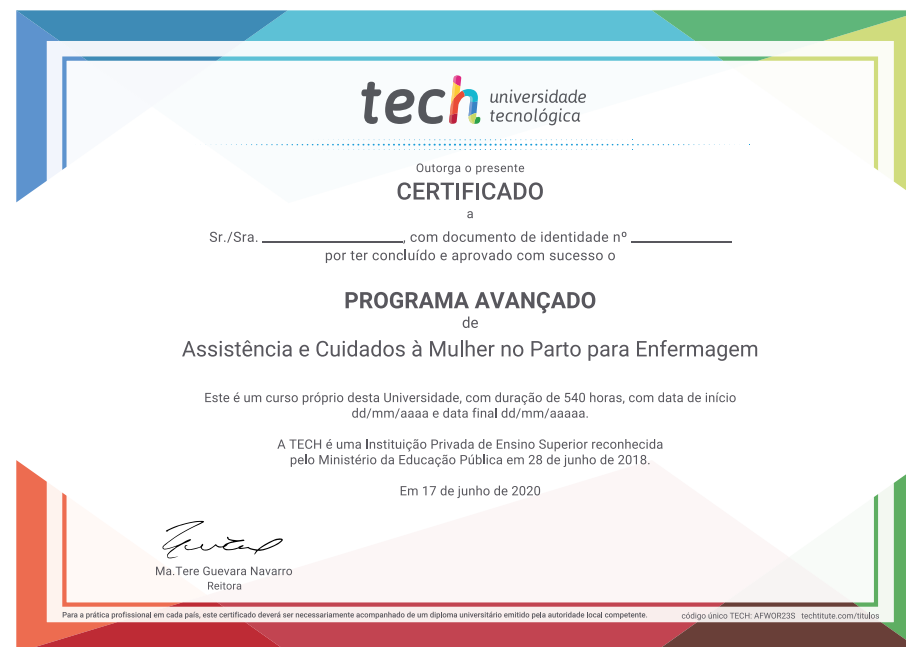 tech universidade
tecnológica
Outorga o presente
CERTIFICADO
a
Sr./Sra. ____________, com documento de identidade nº ____________
por ter concluído e aprovado com sucesso o
PROGRAMA AVANÇADO
de
Assistência e Cuidados à Mulher no Parto para Enfermagem
Este é um curso próprio desta Universidade, com duração de 540 horas, com data de início
dd/mm/aaaa e data final dd/mm/aaaaa.
A TECH é uma Instituição Privada de Ensino Superior reconhecida
pelo Ministério da Educação Pública em 28 de junho de 2018.
Em 17 de junho de 2020
Ma.Tere Guevara Navarro
Reitora
Para a prática profissional em cada país, este certificado deverá ser necessariamente acompanhado de um diploma universitário emitido pela autoridade local competente.
código único TECH: AFWOR23S techtitute.com/titulos